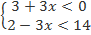 3 + 3x < 0
2 − 3x < 14